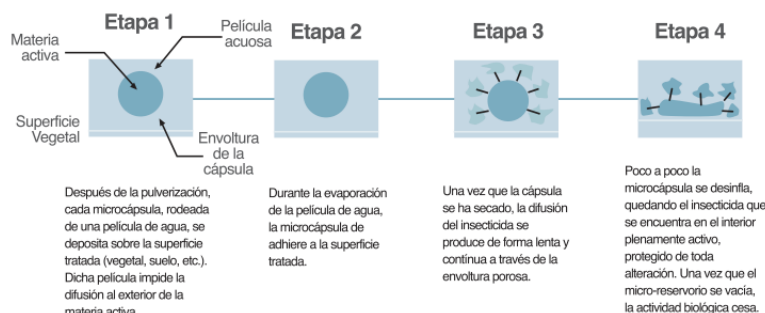 Etapa 1
Película
acuosa
Materia
activa
Superficie
Vegetal
Envoltura
de la
cápsula
Después de la pulverización,
cada microcápsula, rodeada
de una película de agua, se
deposita sobre la superficie
tratada (vegetal, suelo, etc.).
Dicha película impide la
difusión al exterior de la
materia activa.
Etapa 2
Durante la evaporación
de la película de agua,
la microcápsula de
adhiere a la superficie
tratada.
Etapa 3
Una vez que la cápsula
se ha secado, la difusión
del insecticida se
produce de forma lenta y
contínua a través de la
envoltura porosa.
Etapa 4
Poco a poco la
microcápsula se desinfla,
quedando el insecticida que
se encuentra en el interior
plenamente activo,
protegido de toda
alteración. Una vez que el
micro-reservorio se vacía,
la actividad biológica cesa.